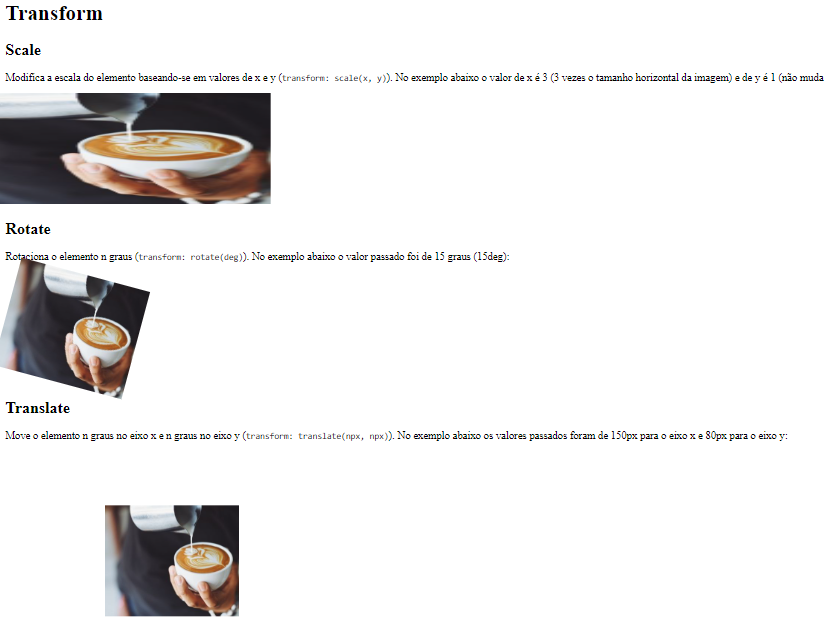 Transform
Scale
Modifica a escala do elemento baseando-se em valores de x e y (transform: scale(x, y)). No exemplo abaixo o valor de x é 3 (3 vezes o tamanho horizontal da imagem) e de y é 1 (não muda
Rotate
Rotaciona o elemento n graus (transform: rotate(deg)). No exemplo abaixo o valor passado foi de 15 graus (15deg):
Translate
Move o elemento n graus no eixo x e n graus no eixo y (transform: translate(npx, npx)). No exemplo abaixo os valores passados foram de 150px para o eixo x e 80px para o eixo y: